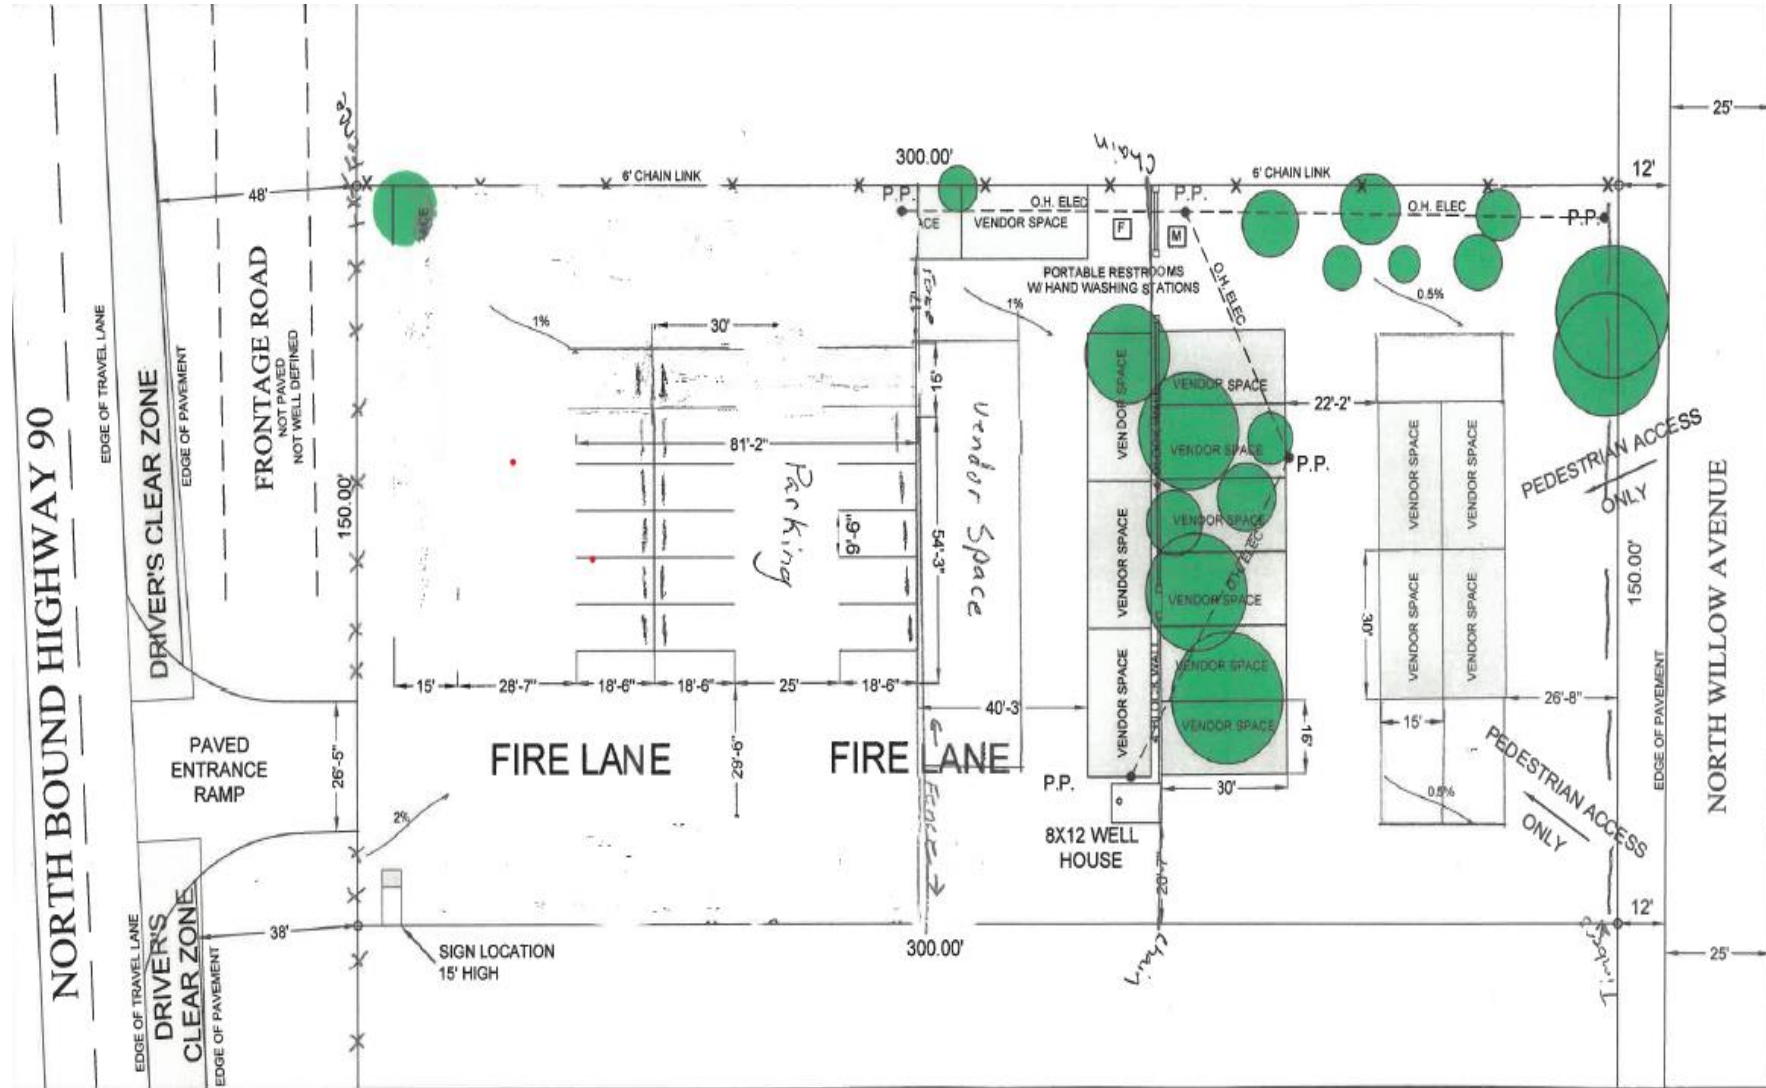 NORTH BOUND HIGHWAY 90
EDGE OF TRAVEL LANE
DRIVER'S CLEAR ZONE
EDGE OF PAVEMENT
FRONTAGE ROAD
NOT PAVED
NOT WELL DEFINED
48'
150.00'
6' CHAIN LINK
300.00'
Chain
6' CHAIN LINK
12'
25'
P.P.
O.H. ELEC
P.P.
O.H. ELEC
P.P.
ACE
VENDOR SPACE
F
M
PORTABLE RESTROOMS
W/ HAND WASHING STATIONS
O.H. ELEC
17'
Fence
1%
30'
1%
0.5%
15'
81'-2"
Parking
9'-9"
54'-3"
Vendor Space
VENDOR SPACE
VENDOR SPACE
VENDOR SPACE
VENDOR SPACE
VENDOR SPACE
VENDOR SPACE
VENDOR SPACE
VENDOR SPACE
VENDOR SPACE
O.H. ELEC
P.P.
22'-2"
VENDOR SPACE
VENDOR SPACE
VENDOR SPACE
VENDOR SPACE
30'
PEDESTRIAN ACCESS
ONLY
150.00'
NORTH WILLOW AVENUE
EDGE OF PAVEMENT
15'
28'-7"
18'-6"
18'-6"
25'
18'-6"
40'-3
15'
26'-8"
PAVED
ENTRANCE
RAMP
26'-5"
FIRE LANE
29'-6"
FIRE LANE
Fence
P.P.
30'
16'
0.5%
PEDESTRIAN ACCESS
ONLY
2%
8X12 WELL
HOUSE
20'-7"
EDGE OF TRAVEL LANE
DRIVER'S
CLEAR ZONE
EDGE OF PAVEMENT
38'
SIGN LOCATION
15' HIGH
300.00'
Chain
12'
25'